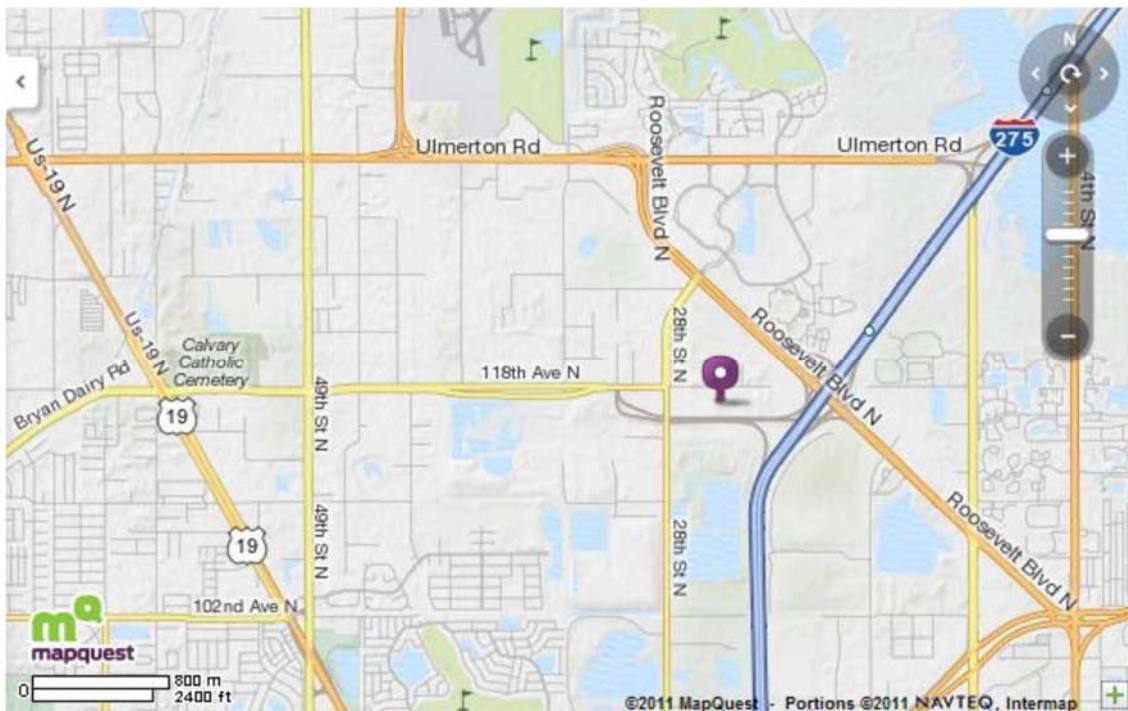 N
Ulmerton Rd
Ulmerton Rd
275
Roosevelt Blvd N
4th St N
Us-19 N
Us-19 N
Calvary
Catholic
Cemetery
Bryan Dairy Rd
118th Ave N
28th St N
Roosevelt Blvd N
19
49th St N
49th St N
19
28th St N
Roosevelt Blvd N
102nd Ave N
mq
mapquest
0
800 m
2400 ft
©2011 MapQuest - Portions ©2011 NAVTEQ, Intermap